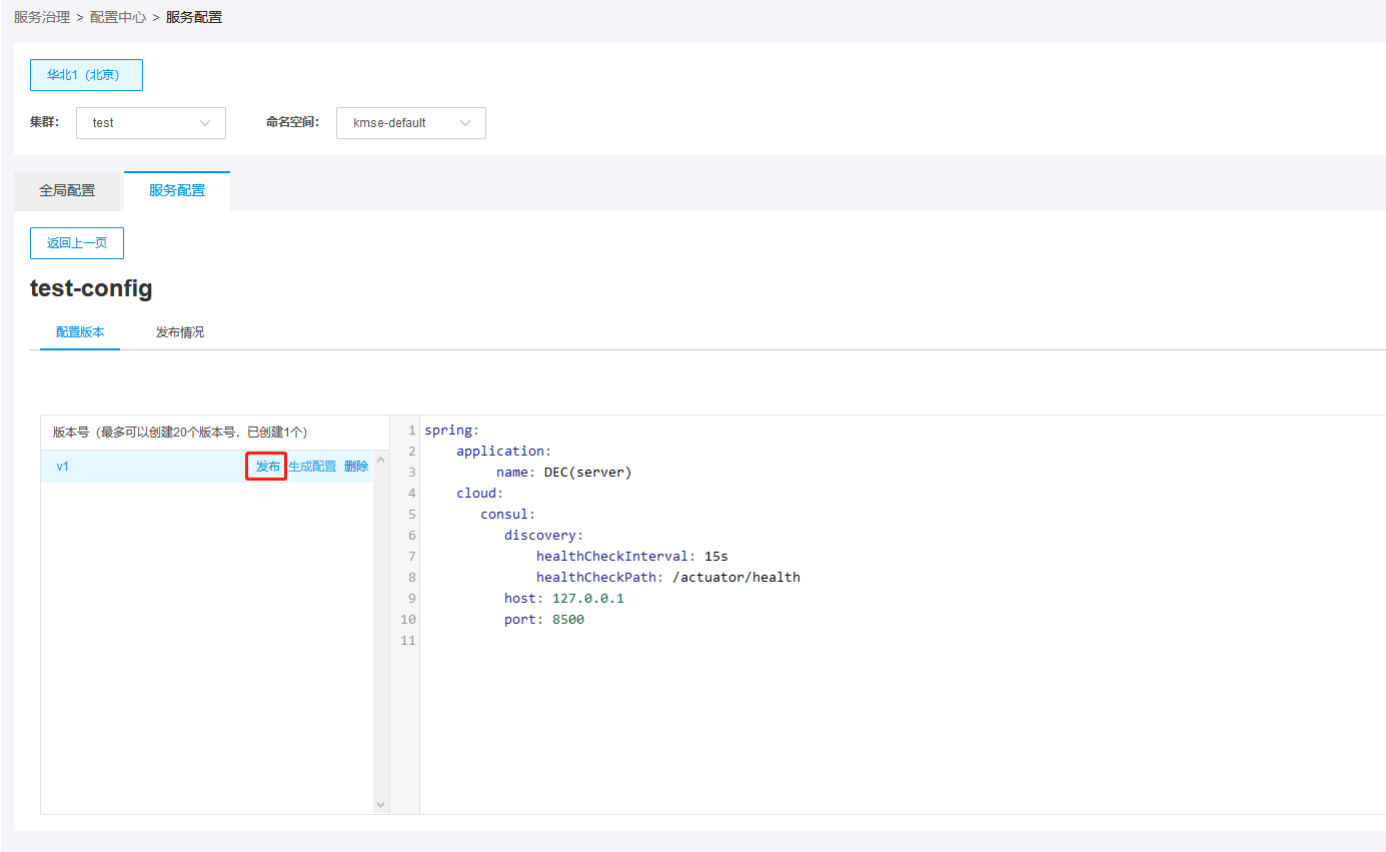 服务治理 > 配置中心 > 服务配置
华北1（北京）
集群： test 命名空间： kmse-default
全局配置 服务配置
返回上一页
test-config
配置版本 发布情况
版本号（最多可以创建20个版本号，已创建1个）
v1 发布 生成配置 删除
1 spring:
2 application:
3 name: DEC(server)
4 cloud:
5 consul:
6 discovery:
7 healthCheckInterval: 15s
8 healthCheckPath: /actuator/health
9 host: 127.0.0.1
10 port: 8500
11